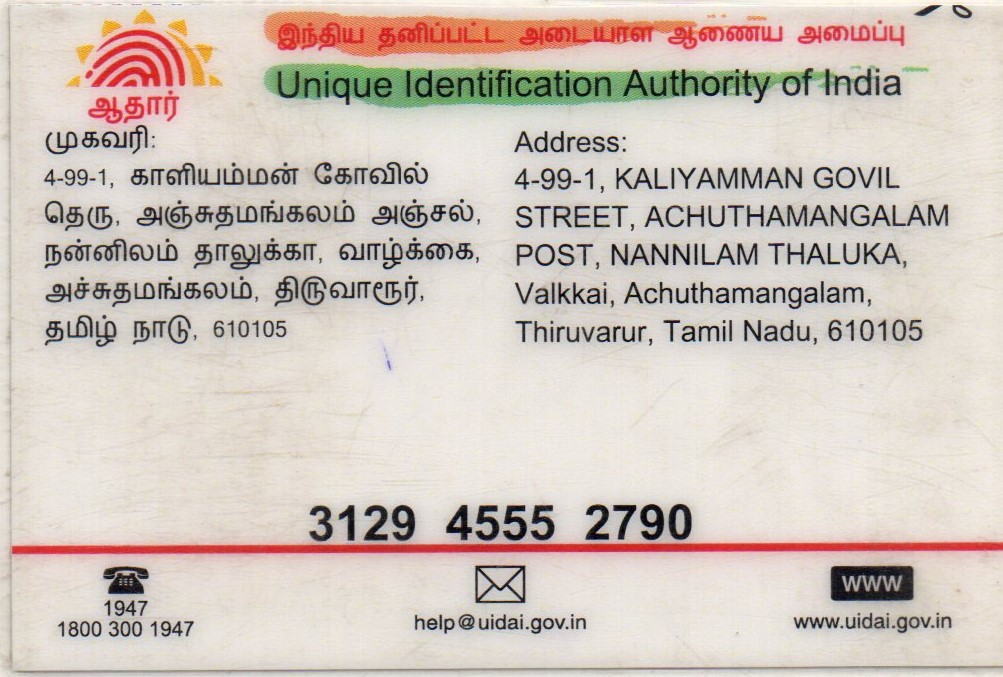 இந்திய தனிப்பட்ட அடையாள ஆணைய அமைப்பு
Unique Identification Authority of India
ஆதார்
முகவரி:
4-99-1, காளியம்மன் கோவில்
தெரு, அஞ்சுதமங்கலம் அஞ்சல்,
நன்னிலம் தாலுக்கா, வாழ்க்கை,
அச்சுதமங்கலம், திருவாரூர்,
தமிழ் நாடு, 610105
Address:
4-99-1, KALIYAMMAN GOVIL
STREET, ACHUTHAMANGALAM
POST, NANNILAM THALUKA,
Valkkai, Achuthamangalam,
Thiruvarur, Tamil Nadu, 610105
3129 4555 2790
1947
1800 300 1947
help@uidai.gov.in
www
www.uidai.gov.in